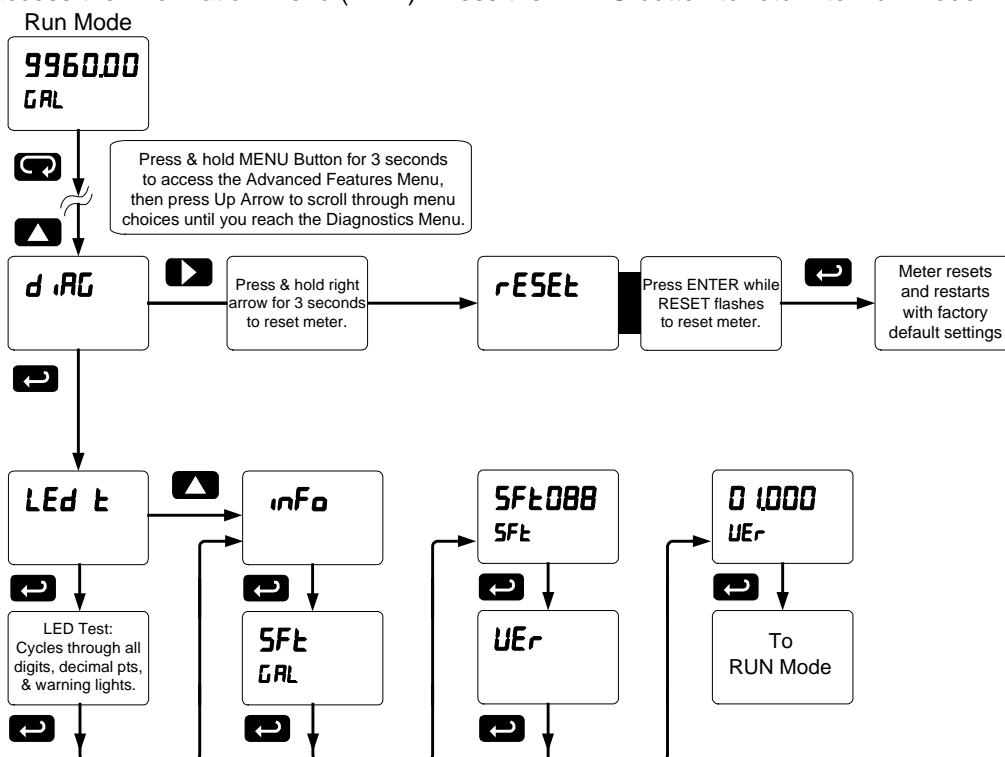 Run Mode
9960.00
GAL
Press & hold MENU Button for 3 seconds
to access the Advanced Features Menu,
then press Up Arrow to scroll through menu
choices until you reach the Diagnostics Menu.
d iAG
Press & hold right
arrow for 3 seconds
to reset meter.
rESEt
Press ENTER while
RESET flashes
to reset meter.
Meter resets
and restarts
with factory
default settings
LEd t
inFo
SFt088
SFt
01.000
VEr
LED Test:
Cycles through all
digits, decimal pts,
& warning lights.
SFt
GAL
VEr
To
RUN Mode